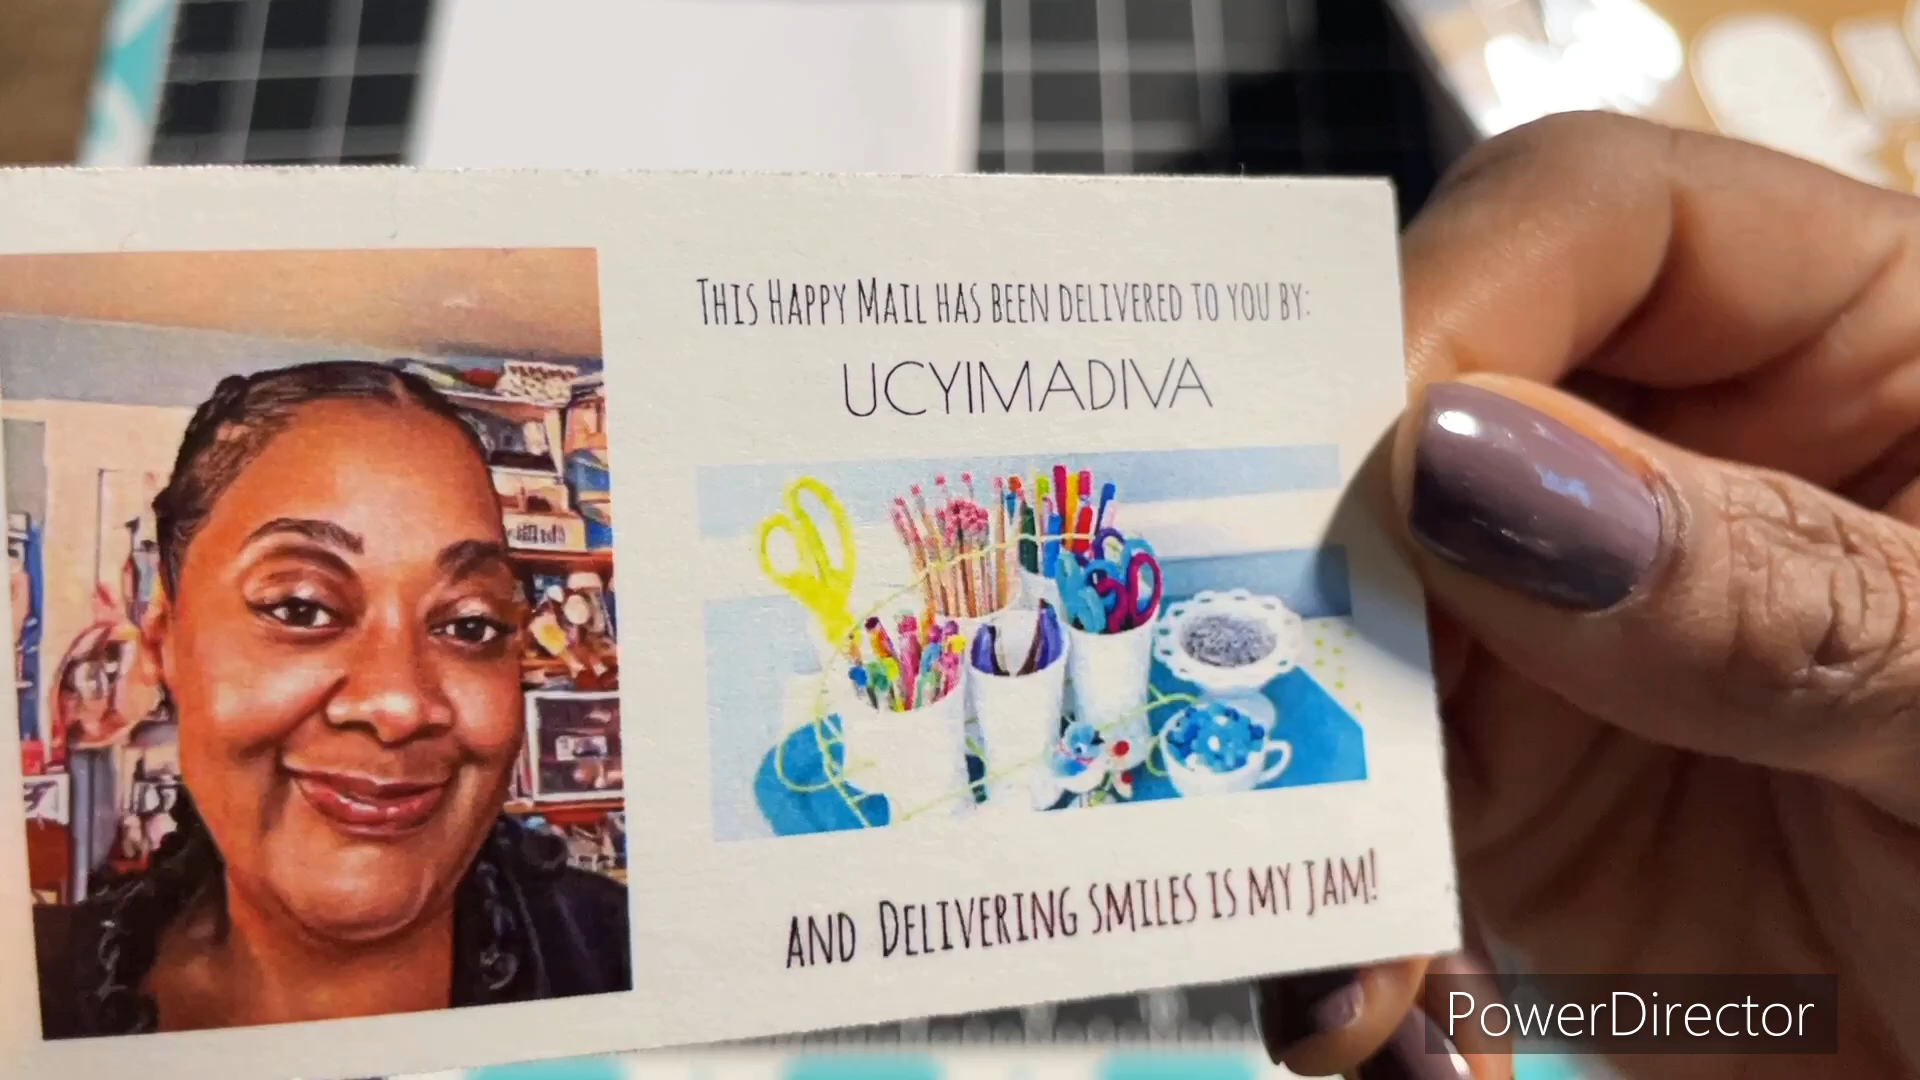 THIS HAPPY MAIL HAS BEEN DELIVERED TO YOU BY:
UCYIMADIVA
AND DELIVERING SMILES IS MY JAM!
PowerDirector